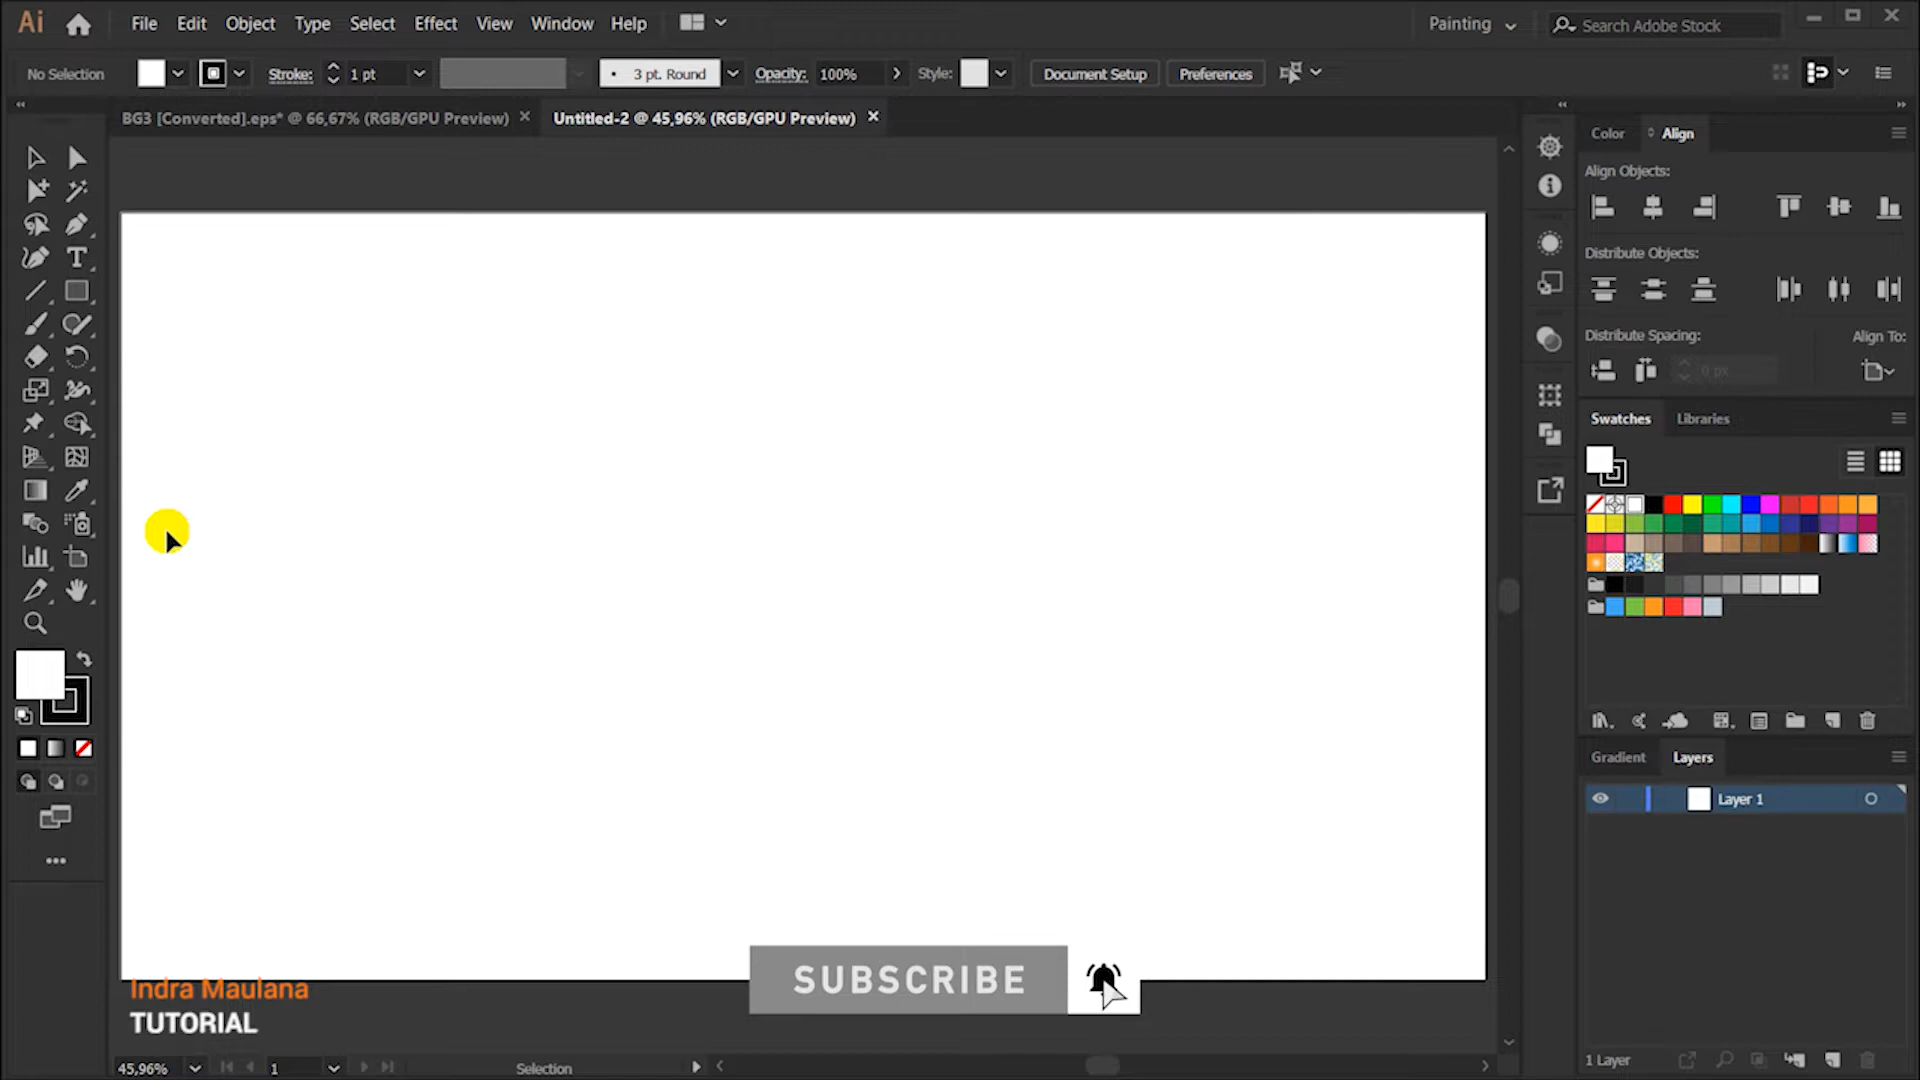 Ai File Edit Object Type Select Effect View Window Help Painting Search Adobe Stock
No Selection Stroke: 1 pt 3 pt. Round Opacity: 100% Style: Document Setup Preferences
BG3 [Converted].eps* @ 66,67% (RGB/GPU Preview) Untitled-2 @ 45,96% (RGB/GPU Preview)
Color Align
Align Objects:
Distribute Objects:
Distribute Spacing: Align To:
0 px
Swatches Libraries
Gradient Layers
Layer 1
SUBSCRIBE
Indra Maulana
TUTORIAL
45,96% 1 Selection
1 Layer